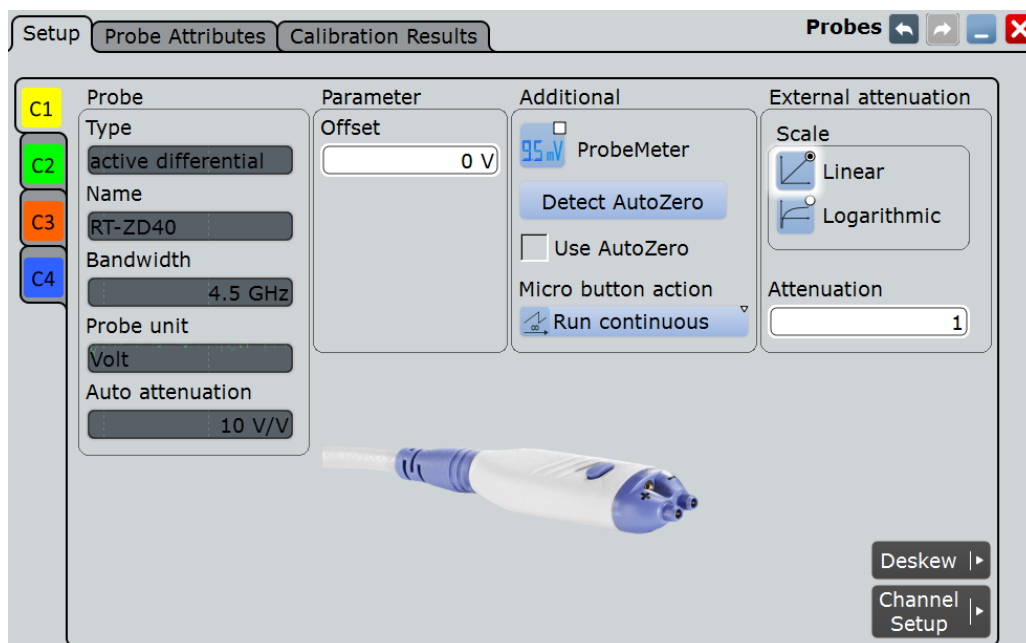 Setup
Probe Attributes
Calibration Results
Probes
C1
C2
C3
C4
Probe
Type
active differential
Name
RT-ZD40
Bandwidth
4.5 GHz
Probe unit
Volt
Auto attenuation
10 V/V
Parameter
Offset
0 V
Additional
9.5 mV
ProbeMeter
Detect AutoZero
Use AutoZero
Micro button action
Run continuous
External attenuation
Scale
Linear
Logarithmic
Attenuation
1
Deskew
Channel
Setup